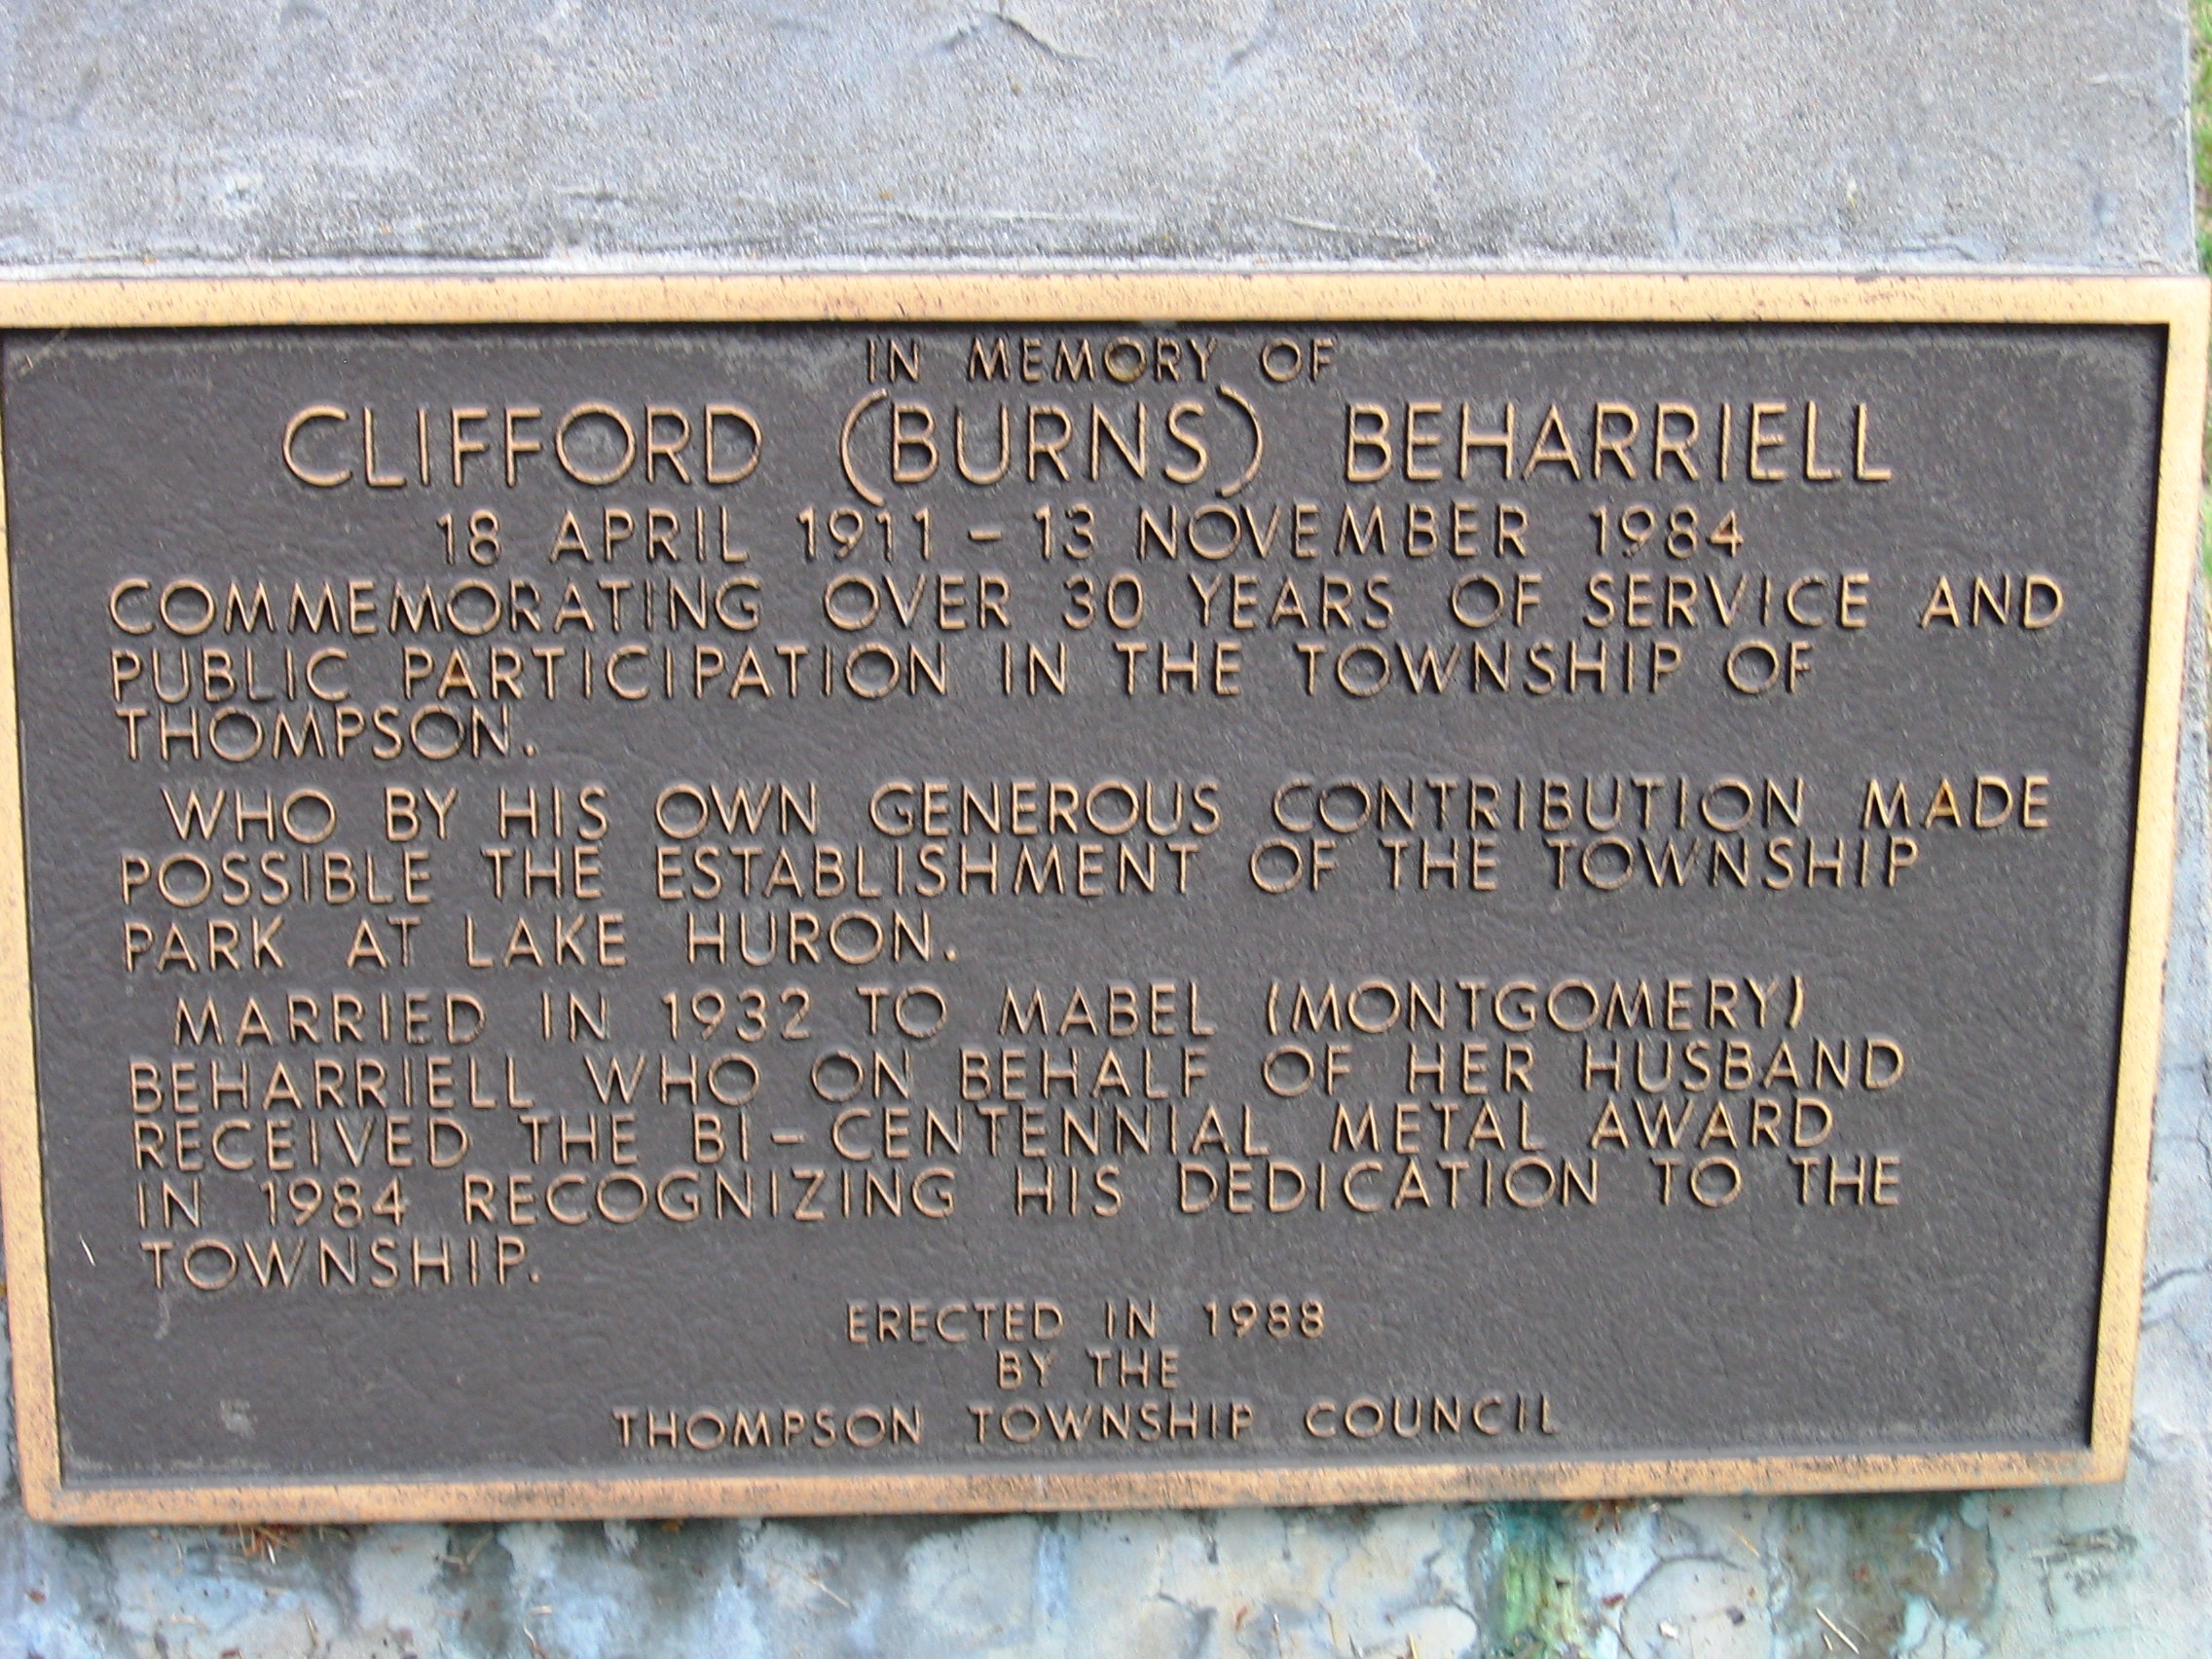 IN MEMORY OF
CLIFFORD (BURNS) BEHARRIELL
18 APRIL 1911 - 13 NOVEMBER 1984
COMMEMORATING OVER 30 YEARS OF SERVICE AND
PUBLIC PARTICIPATION IN THE TOWNSHIP OF
THOMPSON.
WHO BY HIS OWN GENEROUS CONTRIBUTION MADE
POSSIBLE THE ESTABLISHMENT OF THE TOWNSHIP
PARK AT LAKE HURON.
MARRIED IN 1932 TO MABEL (MONTGOMERY)
BEHARRIELL WHO ON BEHALF OF HER HUSBAND
RECEIVED THE BI-CENTENNIAL METAL AWARD
IN 1984 RECOGNIZING HIS DEDICATION TO THE
TOWNSHIP.
ERECTED IN 1988
BY THE
THOMPSON TOWNSHIP COUNCIL